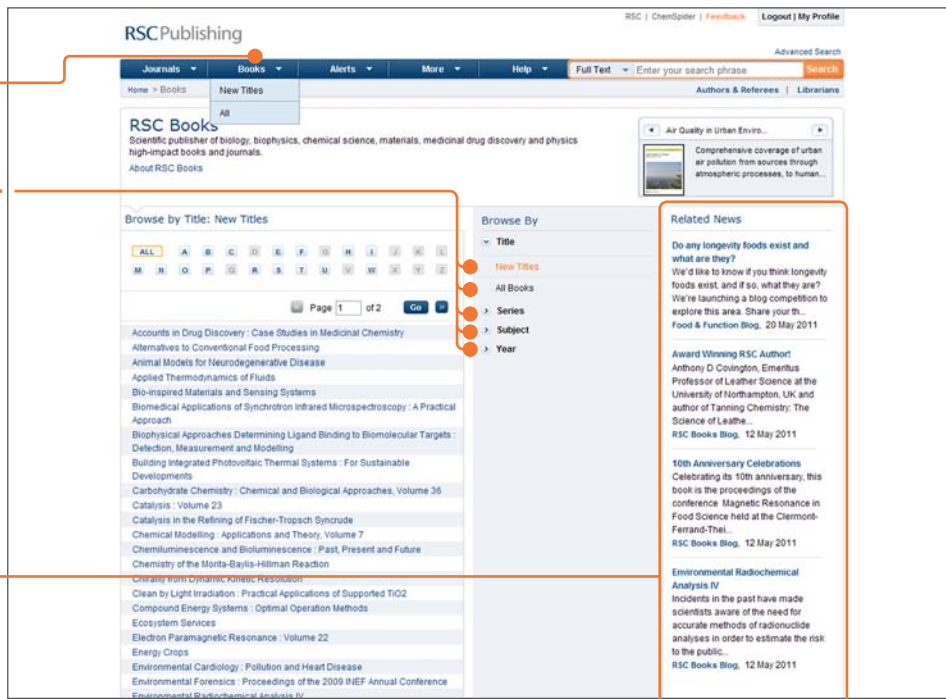 RSC | ChemSpider | Feedback Logout | My Profile
RSCPublishing
Advanced Search
Journals Books Alerts More Help Full Text Enter your search phrase Search
Home > Books Authors & Referees | Librarians
New Titles
All
RSC Books
Scientific publisher of biology, biophysics, chemical science, materials, medicinal drug discovery and physics
high-impact books and journals.
About RSC Books
Air Quality in Urban Enviro...
Comprehensive coverage of urban
air pollution from sources through
atmospheric processes, to human...
Browse by Title: New Titles
ALL A B C D E F G H I J K L
M N O P Q R S T U V W X Y Z
Page 1 of 2 Go
Accounts in Drug Discovery : Case Studies in Medicinal Chemistry
Alternatives to Conventional Food Processing
Animal Models for Neurodegenerative Disease
Applied Thermodynamics of Fluids
Bio-inspired Materials and Sensing Systems
Biomedical Applications of Synchrotron Infrared Microspectroscopy : A Practical
Approach
Biophysical Approaches Determining Ligand Binding to Biomolecular Targets :
Detection, Measurement and Modelling
Building Integrated Photovoltaic Thermal Systems : For Sustainable
Developments
Carbohydrate Chemistry : Chemical and Biological Approaches, Volume 36
Catalysis : Volume 23
Catalysis in the Refining of Fischer-Tropsch Syncrude
Chemical Modelling : Applications and Theory, Volume 7
Chemiluminescence and Bioluminescence : Past, Present and Future
Chemistry of the Morita-Baylis-Hillman Reaction
Chirality from Dynamic Kinetic Resolution
Clean by Light Irradiation : Practical Applications of Supported TiO2
Compound Energy Systems : Optimal Operation Methods
Ecosystem Services
Electron Paramagnetic Resonance : Volume 22
Energy Crops
Environmental Cardiology : Pollution and Heart Disease
Environmental Forensics : Proceedings of the 2009 INEF Annual Conference
Environmental Radiochemical Analysis IV
Browse By
Title
New Titles
All Books
Series
Subject
Year
Related News
Do any longevity foods exist and
what are they?
We'd like to know if you think longevity
foods exist, and if so, what they are?
We're launching a blog competition to
explore this area. Share your th...
Food & Function Blog, 20 May 2011
Award Winning RSC Author!
Anthony D Covington, Emeritus
Professor of Leather Science at the
University of Northampton, UK and
author of Tanning Chemistry: The
Science of Leathe...
RSC Books Blog, 12 May 2011
10th Anniversary Celebrations
Celebrating its 10th anniversary, this
book is the proceedings of the
conference Magnetic Resonance in
Food Science held at the Clermont-
Ferrand-Thei...
RSC Books Blog, 12 May 2011
Environmental Radiochemical
Analysis IV
Incidents in the past have made
scientists aware of the need for
accurate methods of radionuclide
analyses in order to estimate the risk
to the public...
RSC Books Blog, 12 May 2011